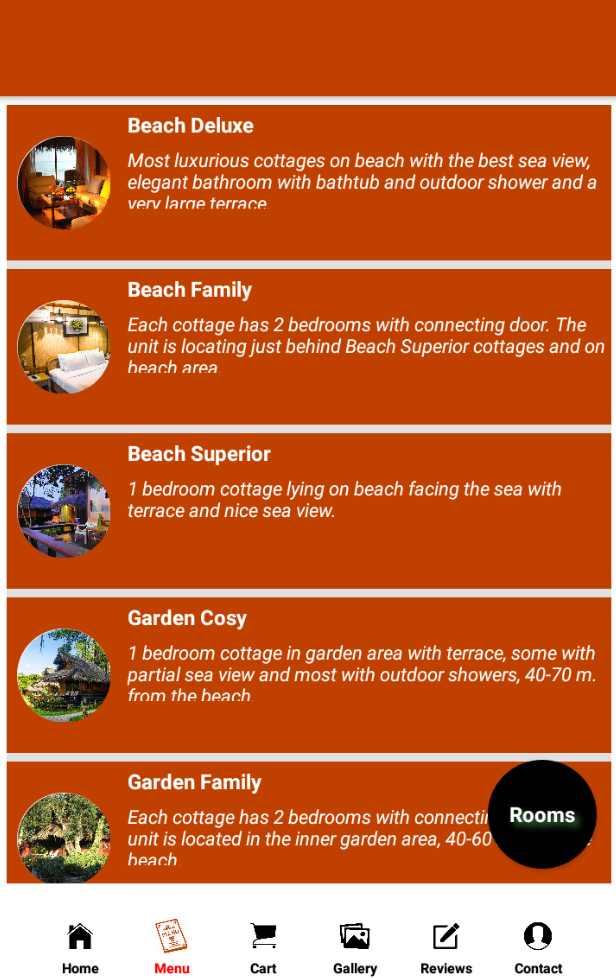 Beach Deluxe
Most luxurious cottages on beach with the best sea view,
elegant bathroom with bathtub and outdoor shower and a
very large terrace
Beach Family
Each cottage has 2 bedrooms with connecting door. The
unit is locating just behind Beach Superior cottages and on
beach area.
Beach Superior
1 bedroom cottage lying on beach facing the sea with
terrace and nice sea view.
Garden Cosy
1 bedroom cottage in garden area with terrace, some with
partial sea view and most with outdoor showers, 40-70 m.
from the beach.
Garden Family
Each cottage has 2 bedrooms with
unit is located in the inner garden area, 40-60
beach
Rooms
Home Menu Cart Gallery Reviews Contact